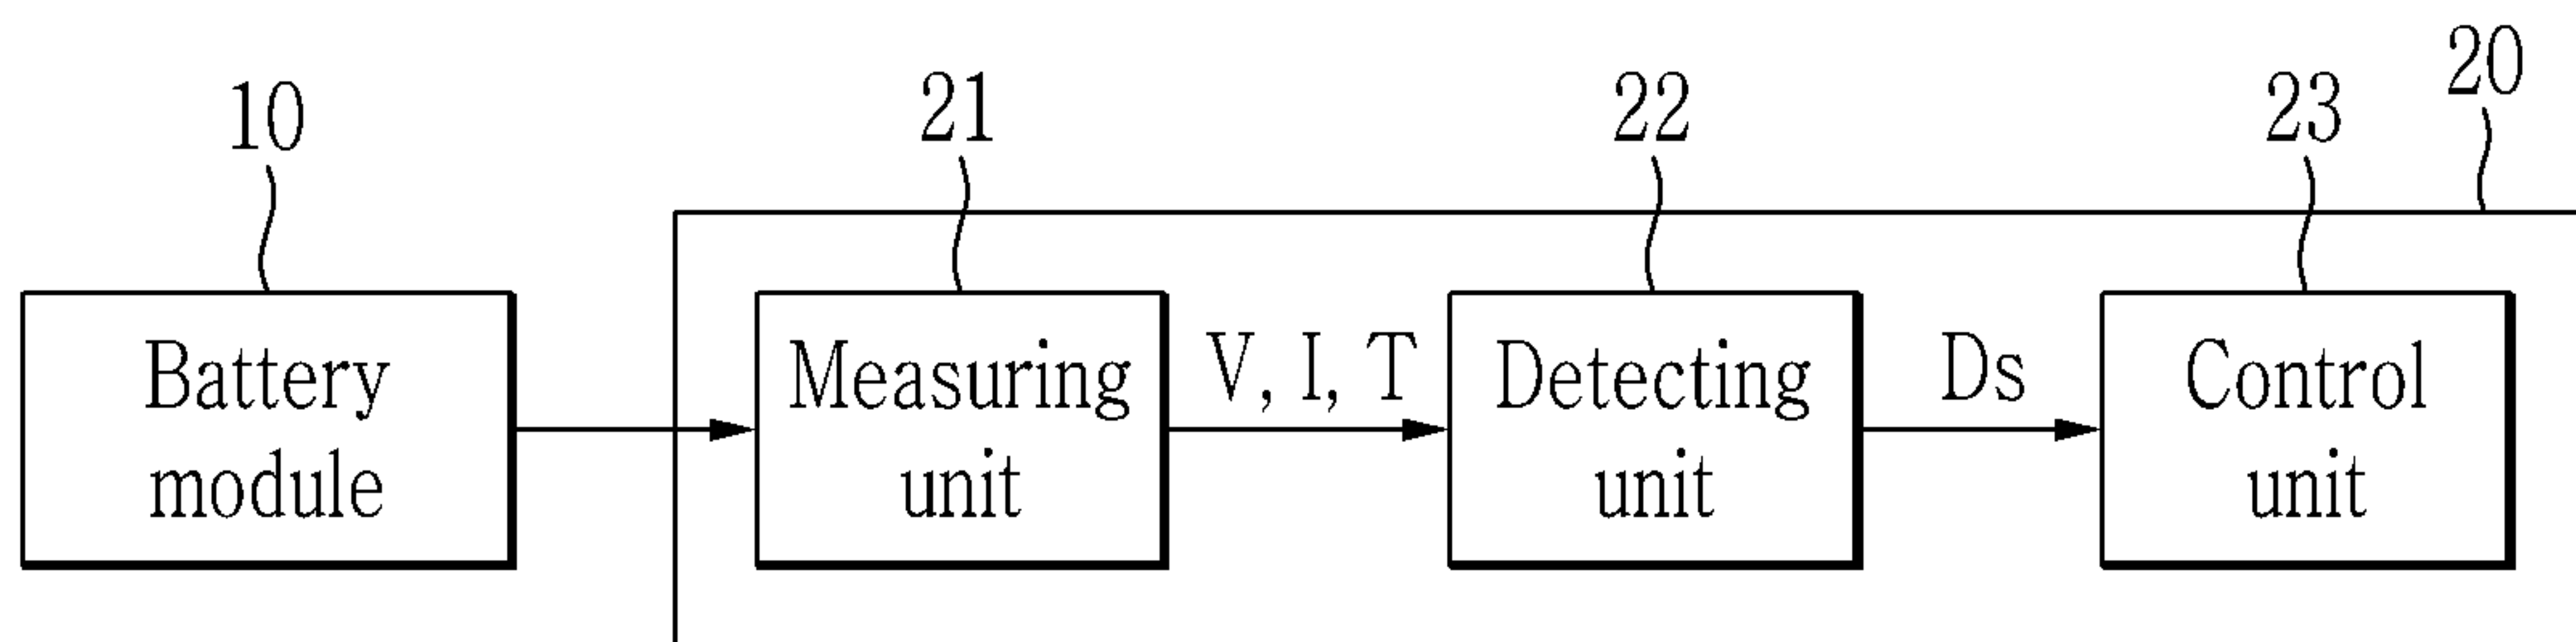 20
10
21
22
23
Battery
module
Measuring
unit
V, I, T
Detecting
unit
Ds
Control
unit